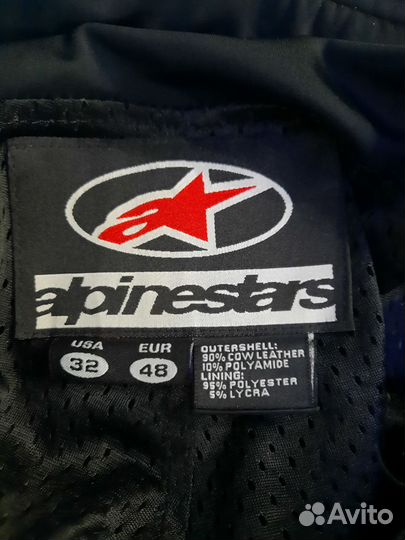 alpinestars
USA EUR
32 48
OUTERSHELL:
90% COW LEATHER
10% POLYAMIDE
LINING:
95% POLYESTER
5% LYCRA
Avito